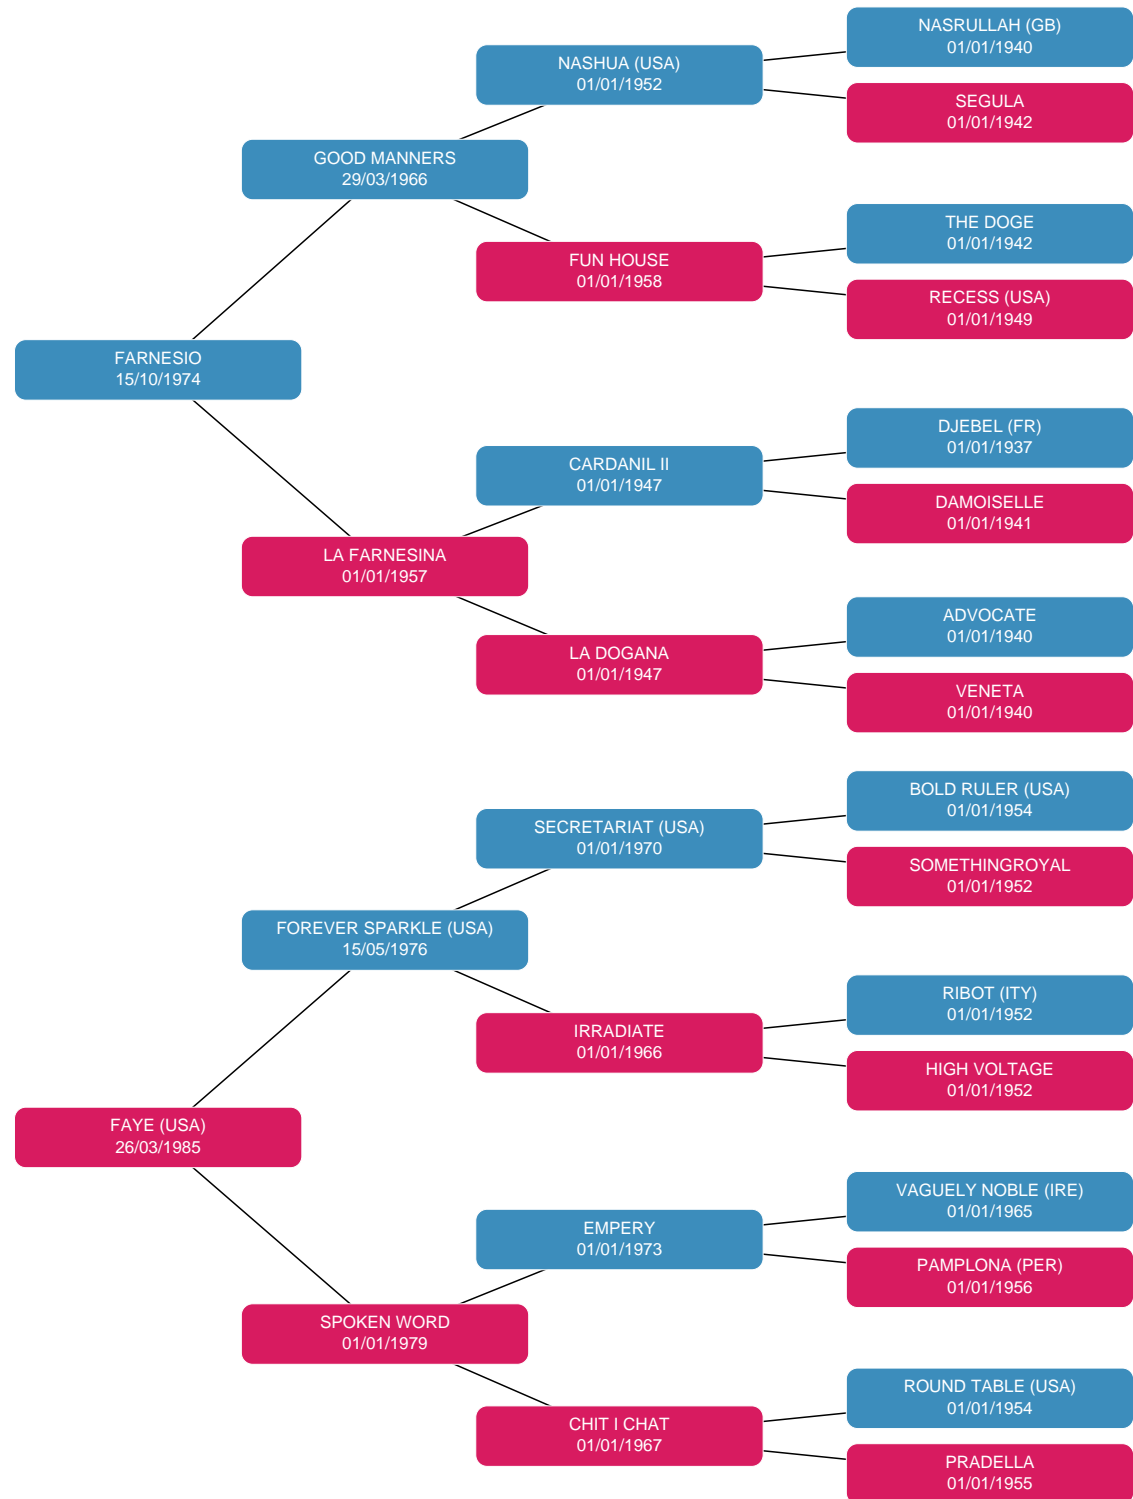 NASRULLAH (GB)
01/01/1940
NASHUA (USA)
01/01/1952
SEGULA
01/01/1942
GOOD MANNERS
29/03/1966
THE DOGE
01/01/1942
FUN HOUSE
01/01/1958
RECESS (USA)
01/01/1949
FARNESIO
15/10/1974
DJEBEL (FR)
01/01/1937
CARDANIL II
01/01/1947
DAMOISELLE
01/01/1941
LA FARNESINA
01/01/1957
ADVOCATE
01/01/1940
LA DOGANA
01/01/1947
VENETA
01/01/1940
BOLD RULER (USA)
01/01/1954
SECRETARIAT (USA)
01/01/1970
SOMETHINGROYAL
01/01/1952
FOREVER SPARKLE (USA)
15/05/1976
RIBOT (ITY)
01/01/1952
IRRADIATE
01/01/1966
HIGH VOLTAGE
01/01/1952
FAYE (USA)
26/03/1985
VAGUELY NOBLE (IRE)
01/01/1965
EMPERY
01/01/1973
PAMPLONA (PER)
01/01/1956
SPOKEN WORD
01/01/1979
ROUND TABLE (USA)
01/01/1954
CHIT I CHAT
01/01/1967
PRADELLA
01/01/1955